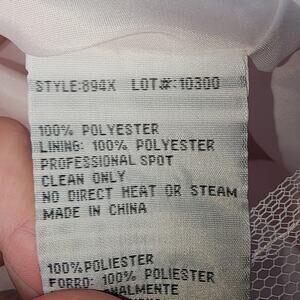 STYLE:894X LOT#:10300
100% POLYESTER
LINING: 100% POLYESTER
PROFESSIONAL SPOT
CLEAN ONLY
NO DIRECT HEAT OR STEAM
MADE IN CHINA
100%POLIESTER
FORRO: 100% POLIESTER